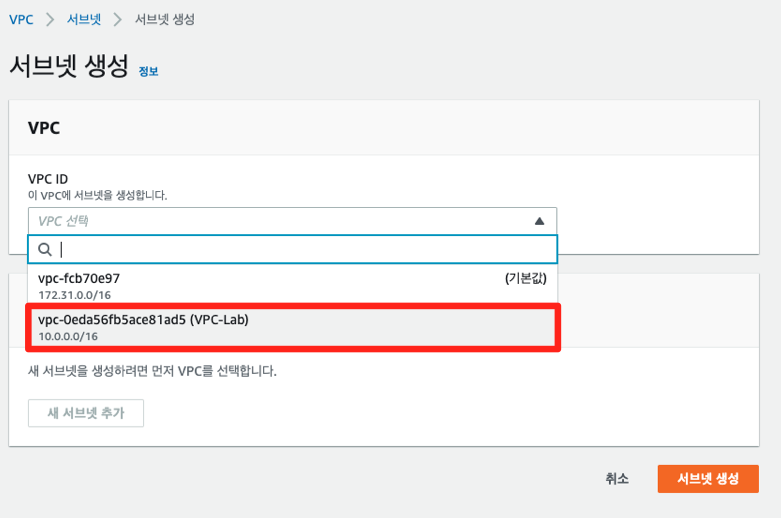 VPC > 서브넷 > 서브넷 생성
서브넷 생성 정보
VPC
VPC ID
이 VPC에 서브넷을 생성합니다.
VPC 선택
vpc-fcb70e97 (기본값)
172.31.0.0/16
vpc-0eda56fb5ace81ad5 (VPC-Lab)
10.0.0.0/16
새 서브넷을 생성하려면 먼저 VPC를 선택합니다.
새 서브넷 추가
취소 서브넷 생성